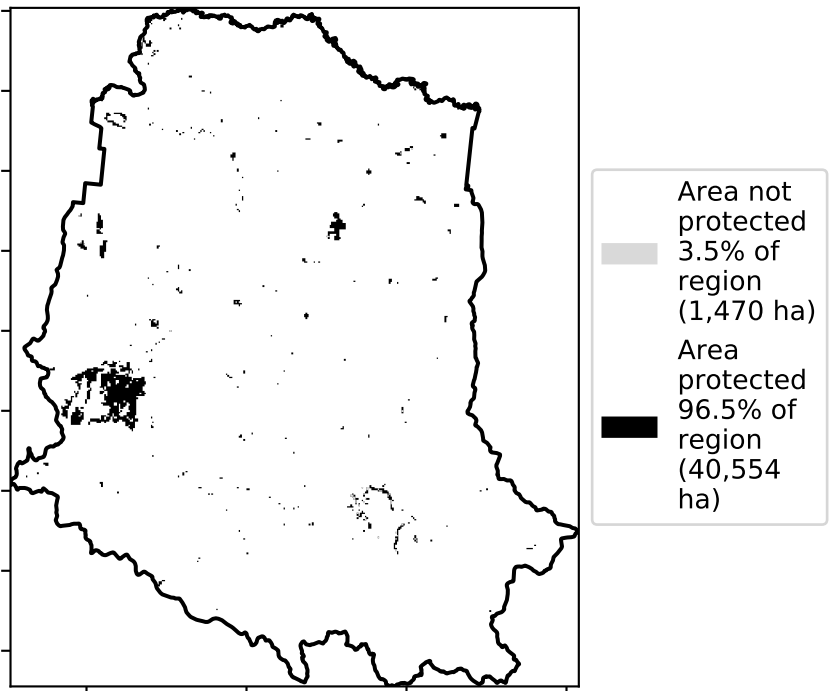 Area not
protected
3.5% of
region
(1,470 ha)
Area
protected
96.5% of
region
(40,554
ha)